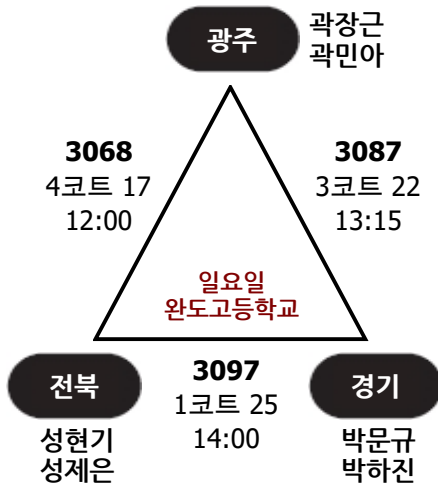 광주
곽장근
곽민아
3068
4코트 17
12:00
3087
3코트 22
13:15
일요일
완도고등학교
전북
성현기
성제은
3097
1코트 25
14:00
경기
박문규
박하진